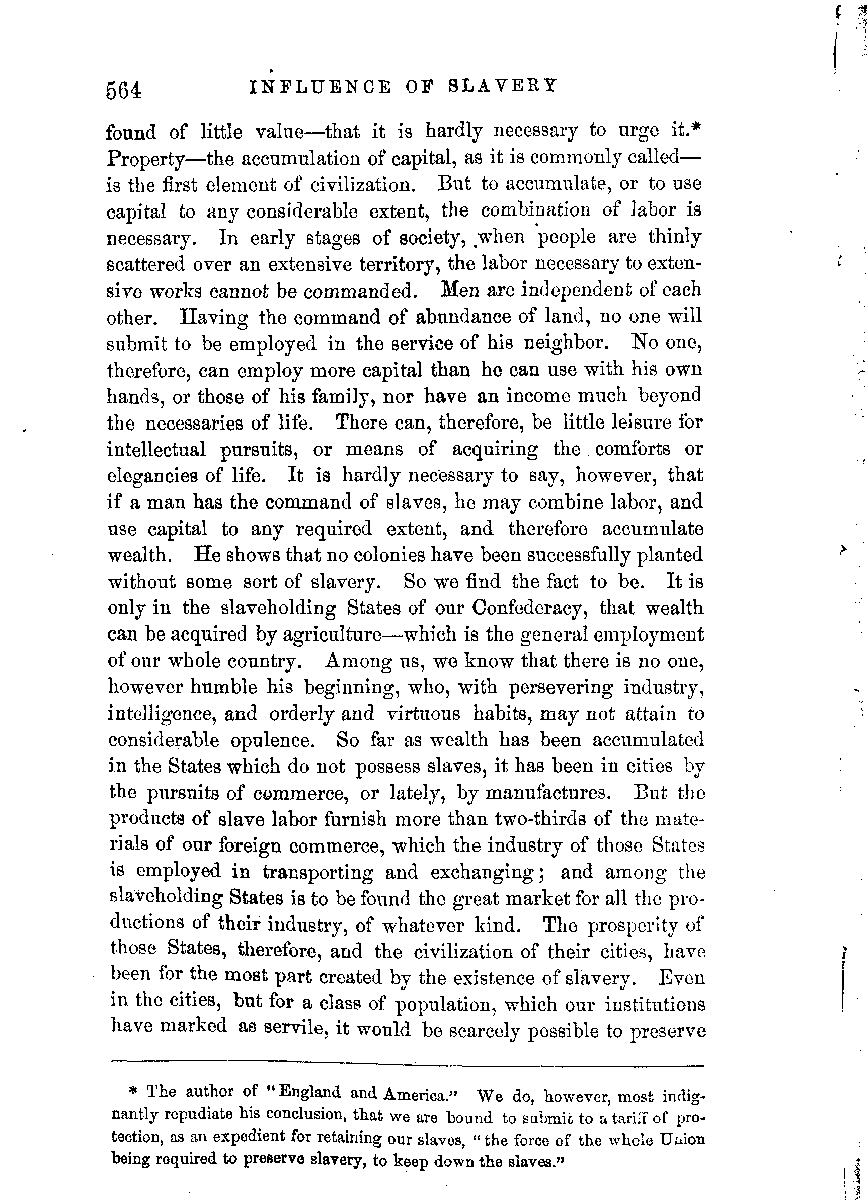 564 INFLUENCE OF SLAVERY
found of little value—that it is hardly necessary to urge it.*
Property—the accumulation of capital, as it is commonly called—
is the first element of civilization. But to accumulate, or to use
capital to any considerable extent, the combination of labor is
necessary. In early stages of society, when people are thinly
scattered over an extensive territory, the labor necessary to exten-
sive works cannot be commanded. Men are independent of each
other. Having the command of abundance of land, no one will
submit to be employed in the service of his neighbor. No one,
therefore, can employ more capital than he can use with his own
hands, or those of his family, nor have an income much beyond
the necessaries of life. There can, therefore, be little leisure for
intellectual pursuits, or means of acquiring the comforts or
elegancies of life. It is hardly necessary to say, however, that
if a man has the command of slaves, he may combine labor, and
use capital to any required extent, and therefore accumulate
wealth. He shows that no colonies have been successfully planted
without some sort of slavery. So we find the fact to be. It is
only in the slaveholding States of our Confederacy, that wealth
can be acquired by agriculture—which is the general employment
of our whole country. Among us, we know that there is no one,
however humble his beginning, who, with persevering industry,
intelligence, and orderly and virtuous habits, may not attain to
considerable opulence. So far as wealth has been accumulated
in the States which do not possess slaves, it has been in cities by
the pursuits of commerce, or lately, by manufactures. But the
products of slave labor furnish more than two-thirds of the mate-
rials of our foreign commerce, which the industry of those States
is employed in transporting and exchanging; and among the
slaveholding States is to be found the great market for all the pro-
ductions of their industry, of whatever kind. The prosperity of
those States, therefore, and the civilization of their cities, have
been for the most part created by the existence of slavery. Even
in the cities, but for a class of population, which our institutions
have marked as servile, it would be scarcely possible to preserve
* The author of "England and America." We do, however, most indig-
nantly repudiate his conclusion, that we are bound to submit to a tariff of pro-
tection, as an expedient for retaining our slaves, "the force of the whole Union
being required to preserve slavery, to keep down the slaves."